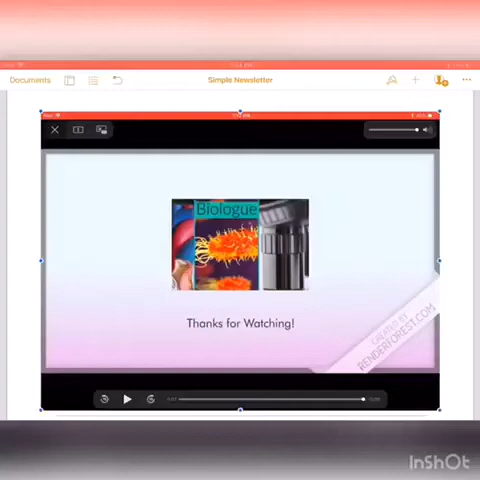 Documents
Simple Newsletter
Biologue
Thanks for Watching!
CREATED BY
RENDERFOREST.COM
InShOt